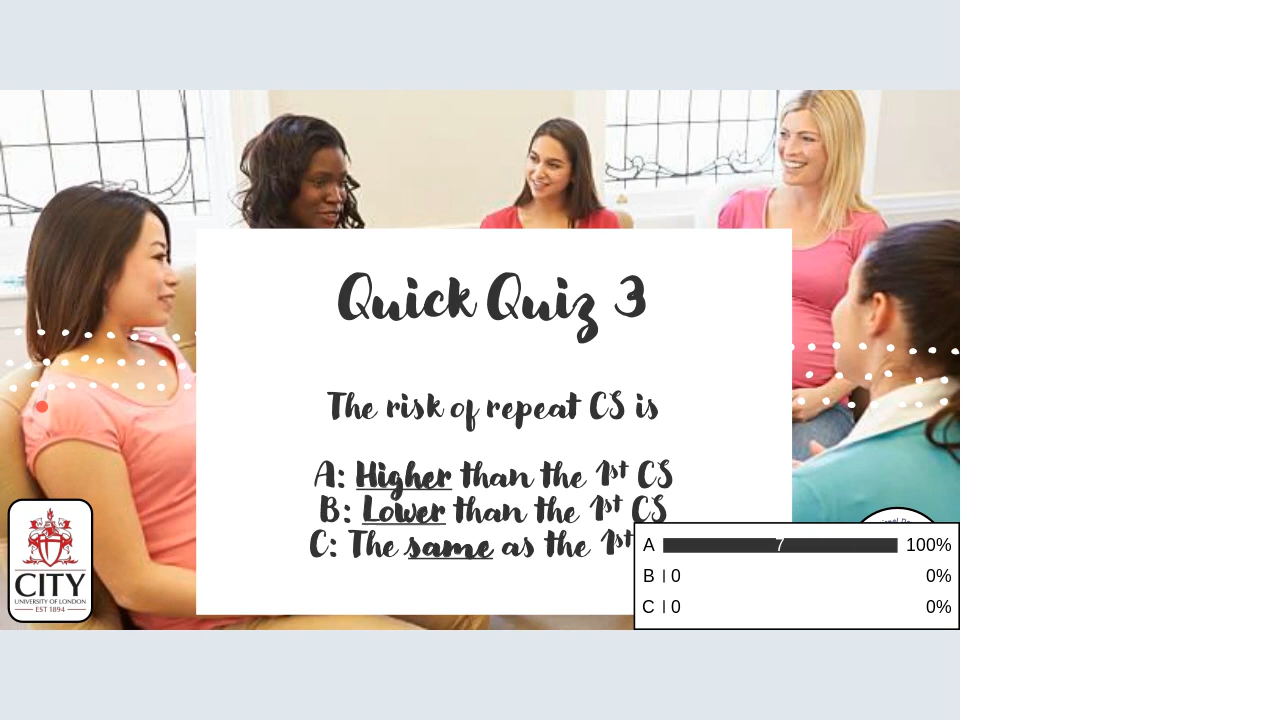 Quick Quiz 3
The risk of repeat CS is
A: Higher than the 1st CS
B: Lower than the 1st CS
C: The same as the 1st
A 7 100%
B 0 0%
C 0 0%
CITY
UNIVERSITY OF LONDON
EST 1894